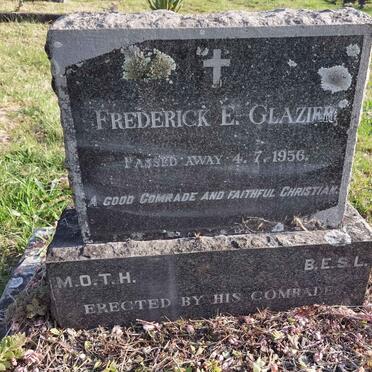 FREDERICK E. GLAZIER
PASSED AWAY 4.7.1956.
A GOOD COMRADE AND FAITHFUL CHRISTIAN.
M.O.T.H. B.E.S.L.
ERECTED BY HIS COMRADES